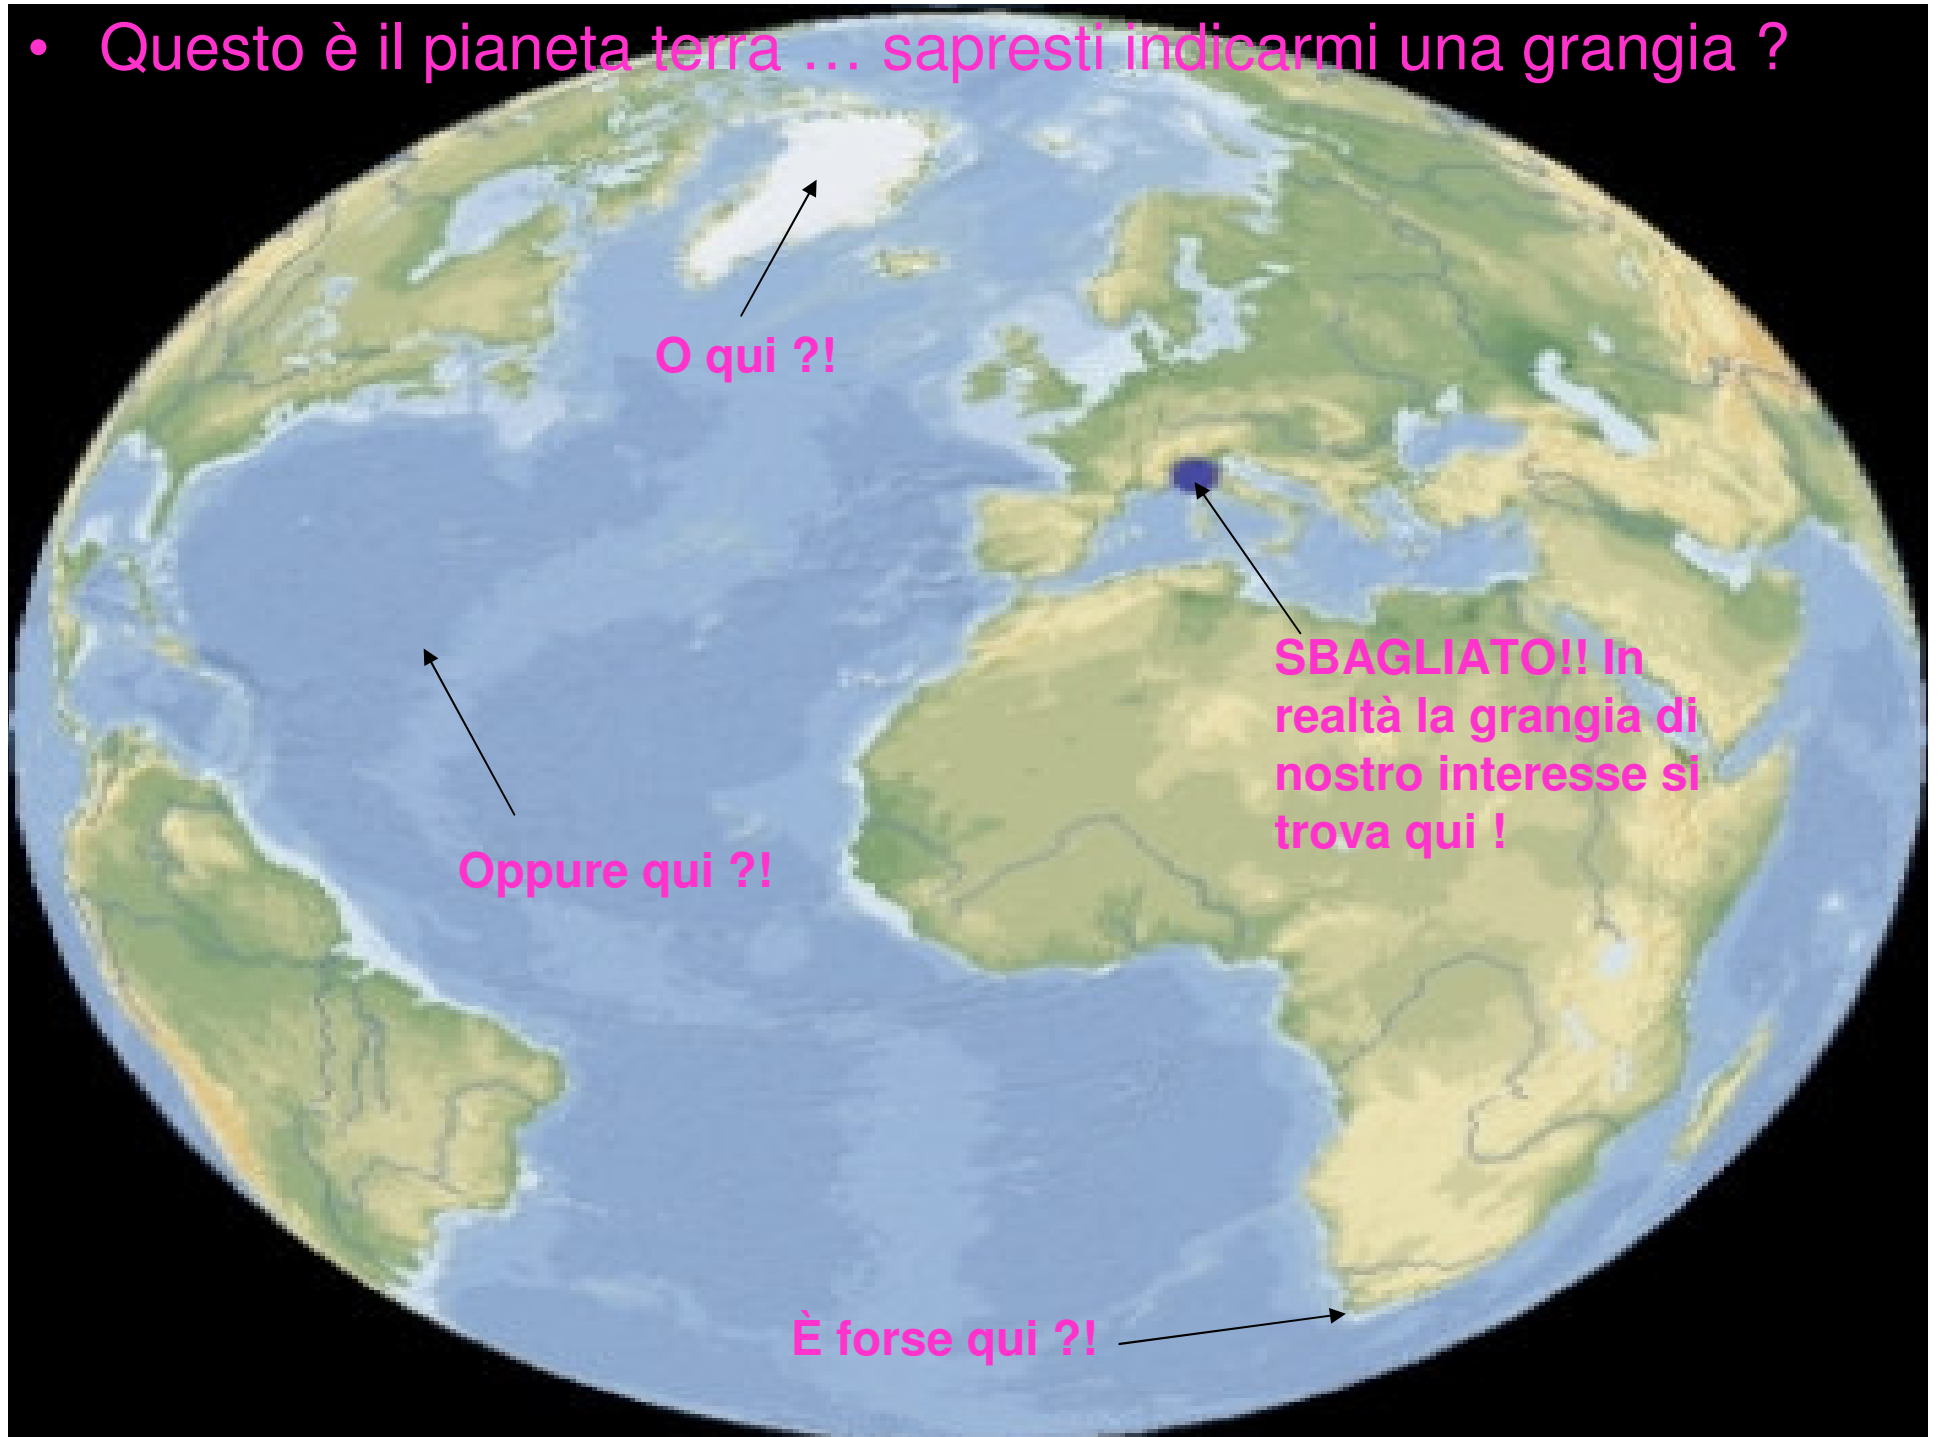 • Questo è il pianeta terra … sapresti indicarmi una grangia ?
O qui ?!
SBAGLIATO!! In
realtà la grangia di
nostro interesse si
trova qui !
Oppure qui ?!
È forse qui ?!